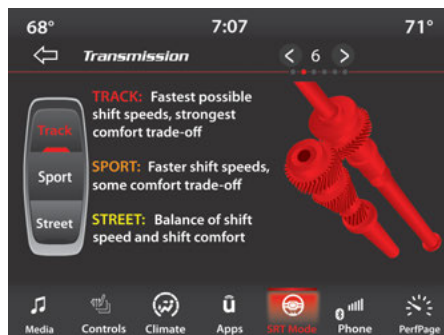 68° 7:07 71°
Transmission < 6 >
TRACK: Fastest possible
shift speeds, strongest
comfort trade-off
Track
SPORT: Faster shift speeds,
some comfort trade-off
Sport
STREET: Balance of shift
speed and shift comfort
Street
Media Controls Climate Apps SRT Mode Phone PerfPage